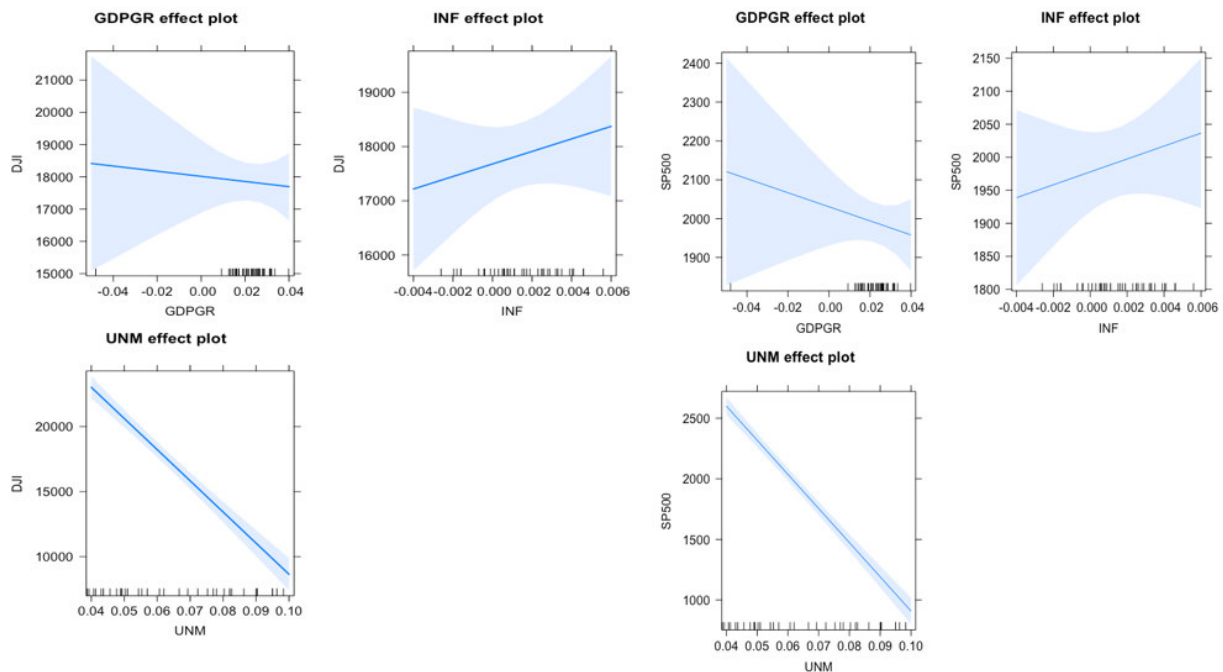 GDPGR effect plot
DJI
21000
20000
19000
18000
17000
16000
15000
-0.04 -0.02 0.00 0.02 0.04
GDPGR
INF effect plot
DJI
19000
18000
17000
16000
-0.004 -0.002 0.000 0.002 0.004 0.006
INF
GDPGR effect plot
SP500
2400
2300
2200
2100
2000
1900
-0.04 -0.02 0.00 0.02 0.04
GDPGR
INF effect plot
SP500
2150
2100
2050
2000
1950
1900
1850
1800
-0.004 -0.002 0.000 0.002 0.004 0.006
INF
UNM effect plot
DJI
20000
15000
10000
0.04 0.05 0.06 0.07 0.08 0.09 0.10
UNM
UNM effect plot
SP500
2500
2000
1500
1000
0.04 0.05 0.06 0.07 0.08 0.09 0.10
UNM